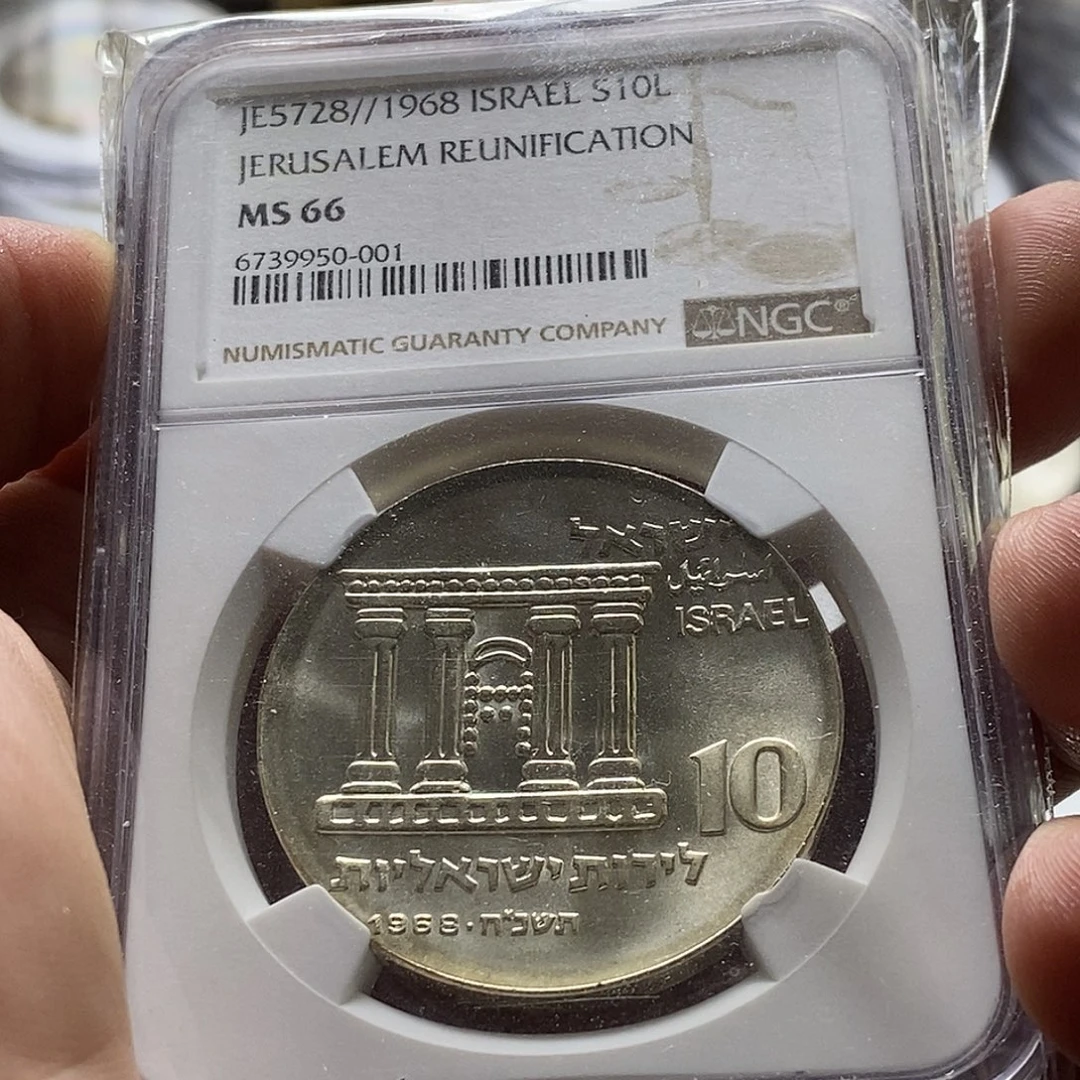 JE5728//1968 ISRAEL S10L
JERUSALEM REUNIFICATION
MS 66
6739950-001
NUMISMATIC GUARANTY COMPANY
NGC®
ישראל
اسرائيل
ISRAEL
10
לירות ישראליות
תשכ"ח · 1968